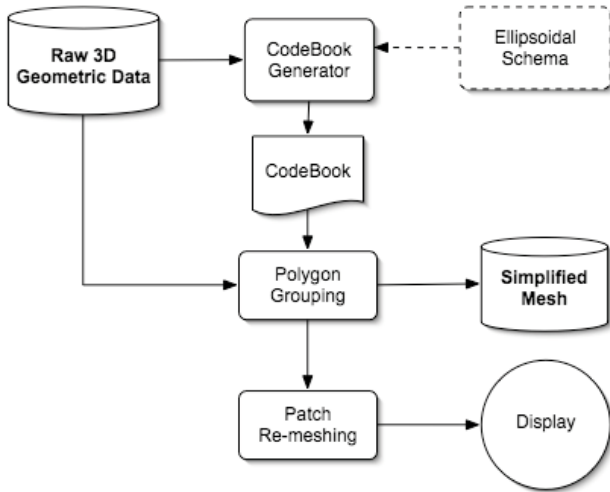 Raw 3D
Geometric Data
CodeBook
Generator
Ellipsoidal
Schema
CodeBook
Polygon
Grouping
Simplified
Mesh
Patch
Re-meshing
Display